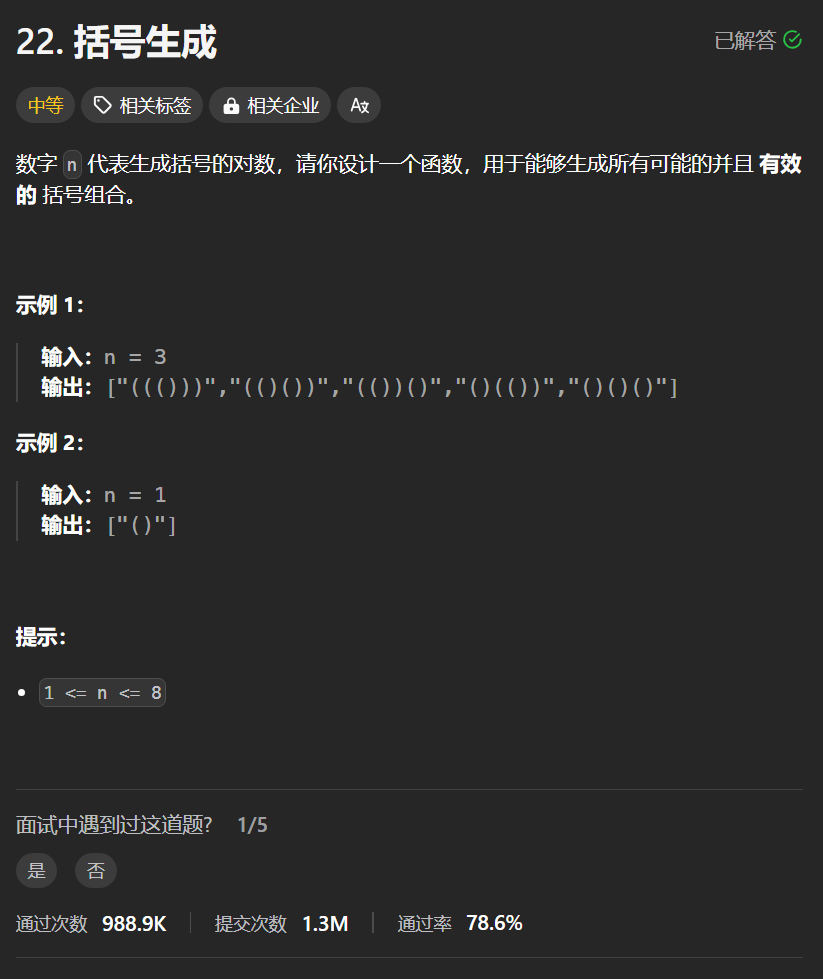 22. 括号生成
已解答
中等 相关标签 相关企业
数字 n 代表生成括号的对数，请你设计一个函数，用于能够生成所有可能的并且 有效
的 括号组合。
示例 1：
输入：n = 3
输出：["((()))","(()())","(())()","()(())","()()()"]
示例 2：
输入：n = 1
输出：["()"]
提示：
1 <= n <= 8
面试中遇到过这道题? 1/5
是 否
通过次数 988.9K 提交次数 1.3M 通过率 78.6%